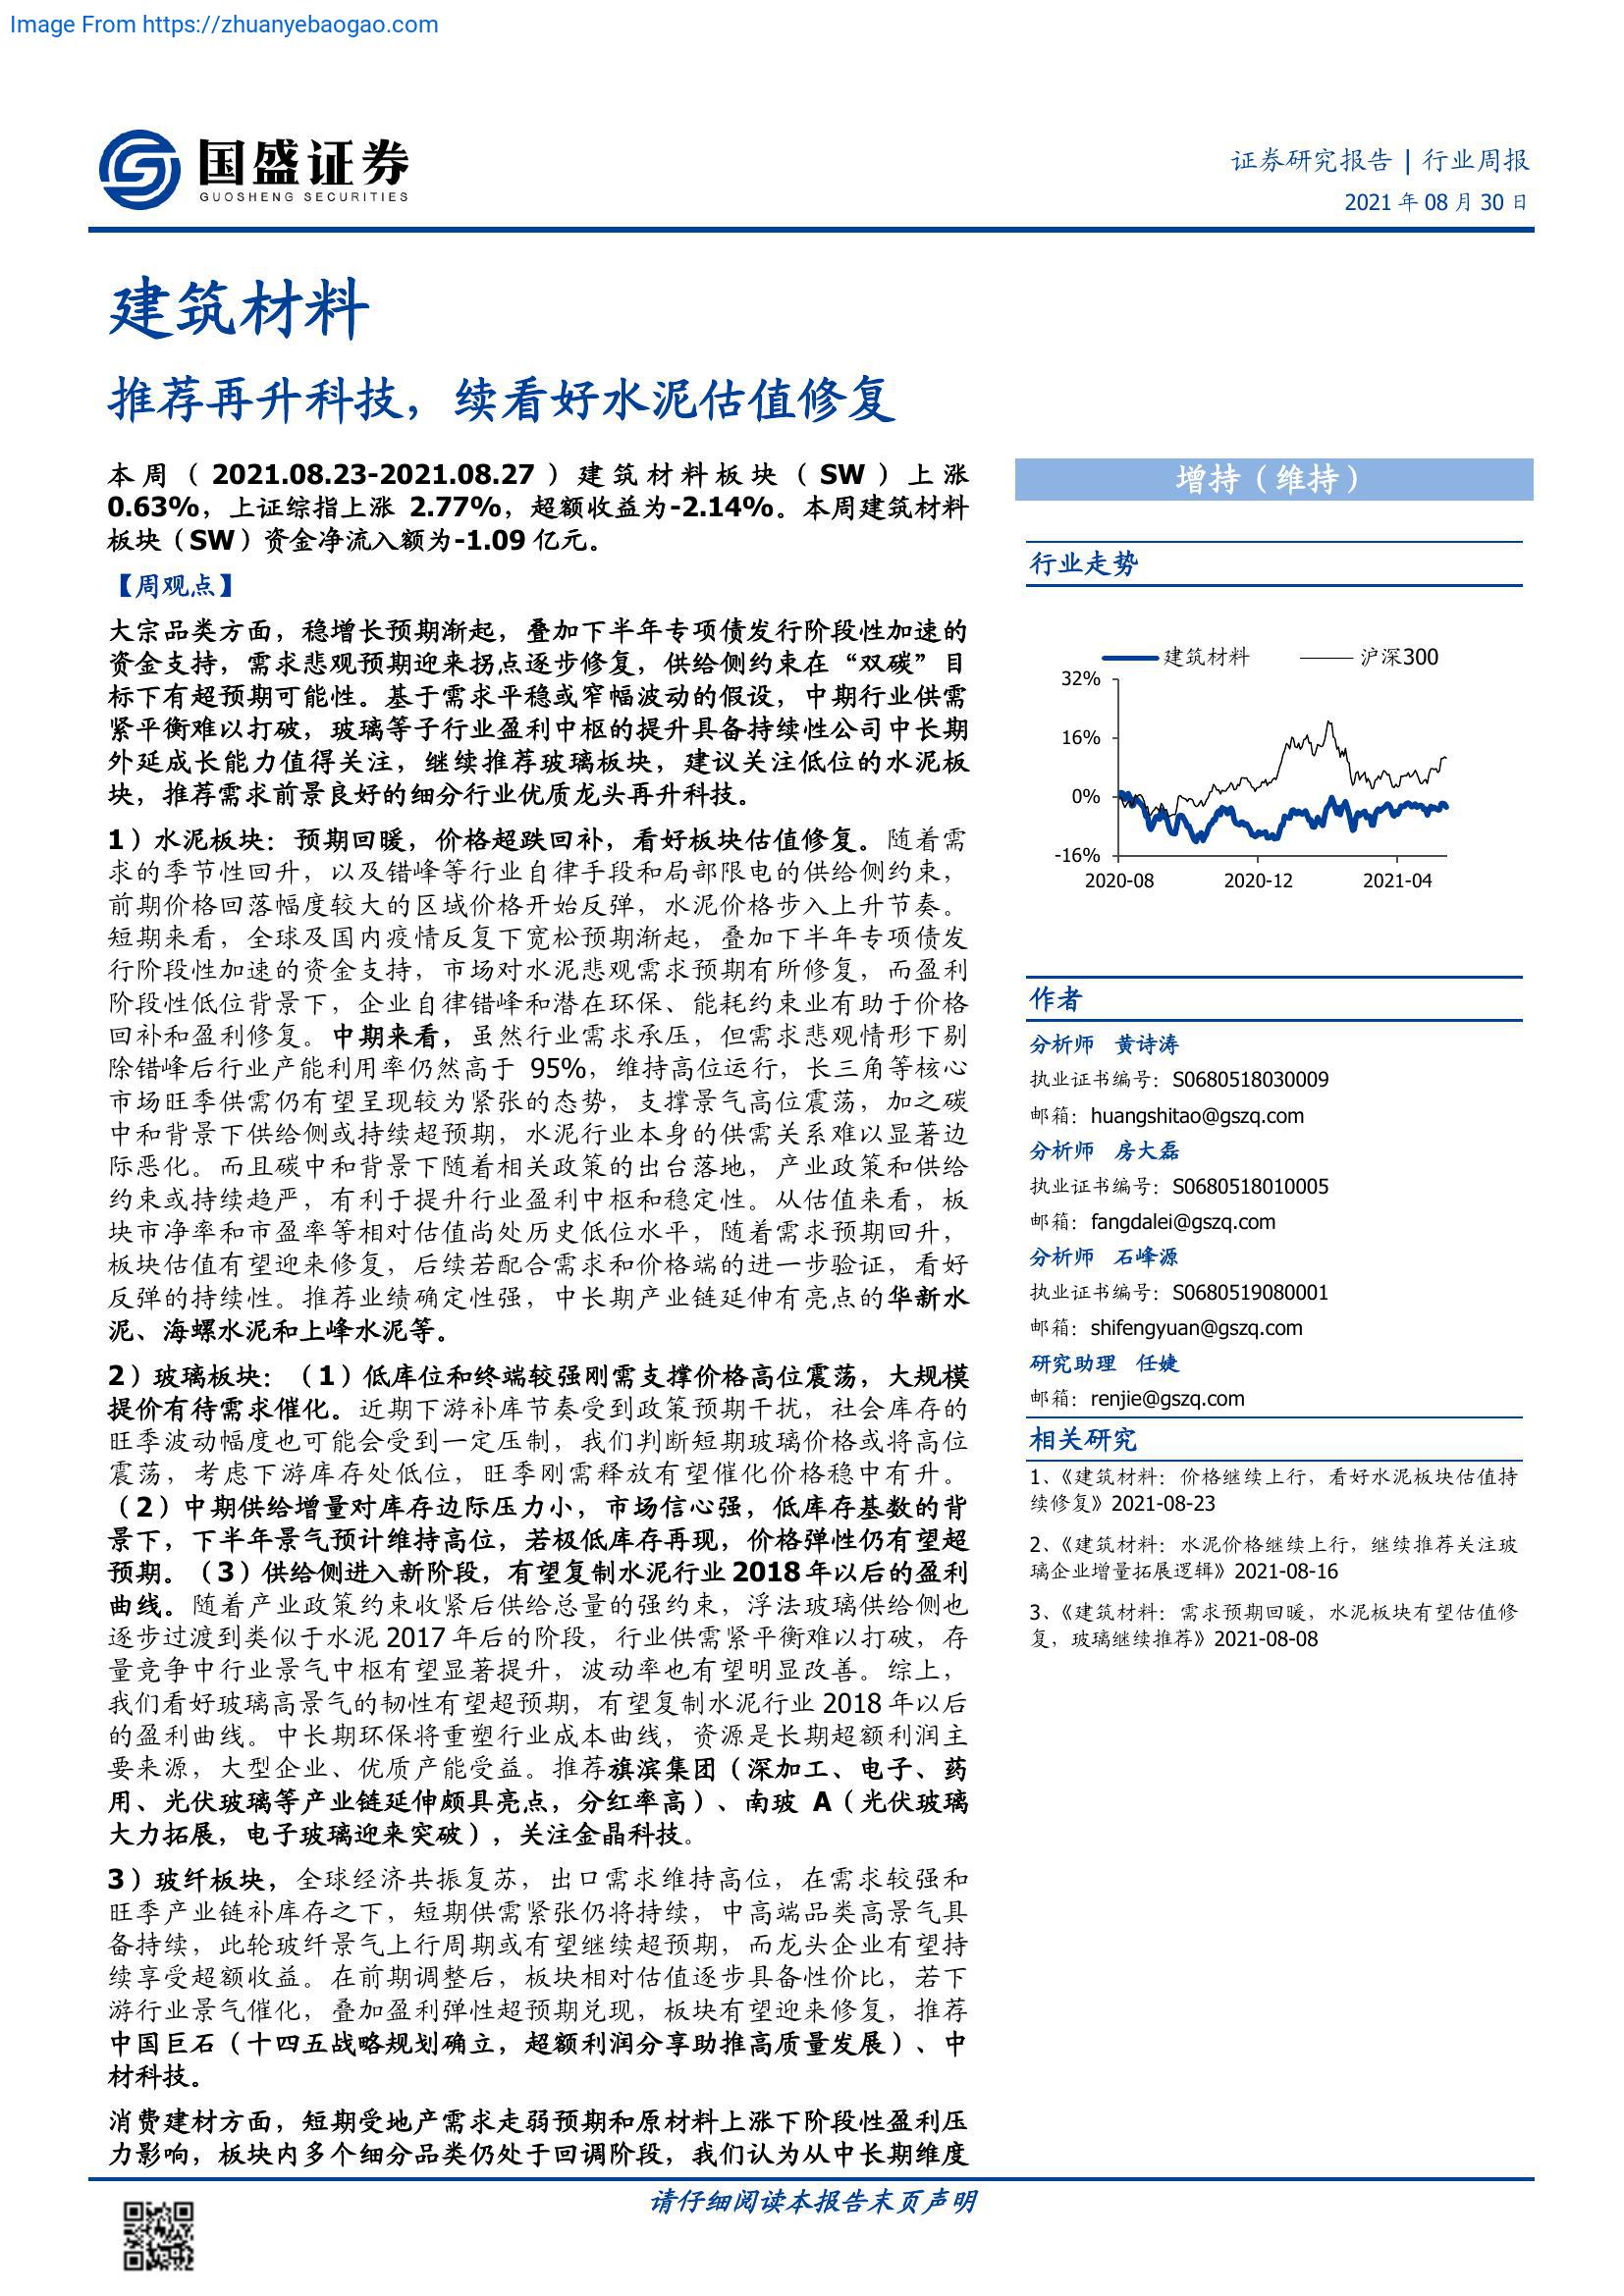 Image From https://zhuanyebaogao.com
国盛证券
GUOSHENG SECURITIES
证券研究报告 | 行业周报
2021 年 08 月 30 日
建筑材料
推荐再升科技，续看好水泥估值修复
本周（2021.08.23-2021.08.27）建筑材料板块（SW）上涨
0.63%，上证综指上涨 2.77%，超额收益为-2.14%。本周建筑材料
板块（SW）资金净流入额为-1.09 亿元。
【周观点】
大宗品类方面，稳增长预期渐起，叠加下半年专项债发行阶段性加速的
资金支持，需求悲观预期迎来拐点逐步修复，供给侧约束在“双碳”目
标下有超预期可能性。基于需求平稳或窄幅波动的假设，中期行业供需
紧平衡难以打破，玻璃等子行业盈利中枢的提升具备持续性公司中长期
外延成长能力值得关注，继续推荐玻璃板块，建议关注低位的水泥板
块，推荐需求前景良好的细分行业优质龙头再升科技。
1）水泥板块：预期回暖，价格超跌回补，看好板块估值修复。随着需
求的季节性回升，以及错峰等行业自律手段和局部限电的供给侧约束，
前期价格回落幅度较大的区域价格开始反弹，水泥价格步入上升节奏。
短期来看，全球及国内疫情反复下宽松预期渐起，叠加下半年专项债发
行阶段性加速的资金支持，市场对水泥悲观需求预期有所修复，而盈利
阶段性低位背景下，企业自律错峰和潜在环保、能耗约束业有助于价格
回补和盈利修复。中期来看，虽然行业需求承压，但需求悲观情形下剔
除错峰后行业产能利用率仍然高于 95%，维持高位运行，长三角等核心
市场旺季供需仍有望呈现较为紧张的态势，支撑景气高位震荡，加之碳
中和背景下供给侧或持续超预期，水泥行业本身的供需关系难以显著边
际恶化。而且碳中和背景下随着相关政策的出台落地，产业政策和供给
约束或持续趋严，有利于提升行业盈利中枢和稳定性。从估值来看，板
块市净率和市盈率等相对估值尚处历史低位水平，随着需求预期回升，
板块估值有望迎来修复，后续若配合需求和价格端的进一步验证，看好
反弹的持续性。推荐业绩确定性强，中长期产业链延伸有亮点的华新水
泥、海螺水泥和上峰水泥等。
2）玻璃板块：（1）低库位和终端较强刚需支撑价格高位震荡，大规模
提价有待需求催化。近期下游补库节奏受到政策预期干扰，社会库存的
旺季波动幅度也可能会受到一定压制，我们判断短期玻璃价格或将高位
震荡，考虑下游库存处低位，旺季刚需释放有望催化价格稳中有升。
（2）中期供给增量对库存边际压力小，市场信心强，低库存基数的背
景下，下半年景气预计维持高位，若极低库存再现，价格弹性仍有望超
预期。（3）供给侧进入新阶段，有望复制水泥行业 2018 年以后的盈利
曲线。随着产业政策约束收紧后供给总量的强约束，浮法玻璃供给侧也
逐步过渡到类似于水泥 2017 年后的阶段，行业供需紧平衡难以打破，存
量竞争中行业景气中枢有望显著提升，波动率也有望明显改善。综上，
我们看好玻璃高景气的韧性有望超预期，有望复制水泥行业 2018 年以后
的盈利曲线。中长期环保将重塑行业成本曲线，资源是长期超额利润主
要来源，大型企业、优质产能受益。推荐旗滨集团（深加工、电子、药
用、光伏玻璃等产业链延伸颇具亮点，分红率高）、南玻 A（光伏玻璃
大力拓展，电子玻璃迎来突破），关注金晶科技。
3）玻纤板块，全球经济共振复苏，出口需求维持高位，在需求较强和
旺季产业链补库存之下，短期供需紧张仍将持续，中高端品类高景气具
备持续，此轮玻纤景气上行周期或有望继续超预期，而龙头企业有望持
续享受超额收益。在前期调整后，板块相对估值逐步具备性价比，若下
游行业景气催化，叠加盈利弹性超预期兑现，板块有望迎来修复，推荐
中国巨石（十四五战略规划确立，超额利润分享助推高质量发展）、中
材科技。
消费建材方面，短期受地产需求走弱预期和原材料上涨下阶段性盈利压
力影响，板块内多个细分品类仍处于回调阶段，我们认为从中长期维度
增持（维持）
行业走势
建筑材料 沪深300
32%
16%
0%
-16%
2020-08 2020-12 2021-04
作者
分析师 黄诗涛
执业证书编号：S0680518030009
邮箱：huangshitao@gszq.com
分析师 房大磊
执业证书编号：S0680518010005
邮箱：fangdalei@gszq.com
分析师 石峰源
执业证书编号：S0680519080001
邮箱：shifengyuan@gszq.com
研究助理 任婕
邮箱：renjie@gszq.com
相关研究
1、《建筑材料：价格继续上行，看好水泥板块估值持
续修复》2021-08-23
2、《建筑材料：水泥价格继续上行，继续推荐关注玻
璃企业增量拓展逻辑》2021-08-16
3、《建筑材料：需求预期回暖，水泥板块有望估值修
复，玻璃继续推荐》2021-08-08
请仔细阅读本报告末页声明